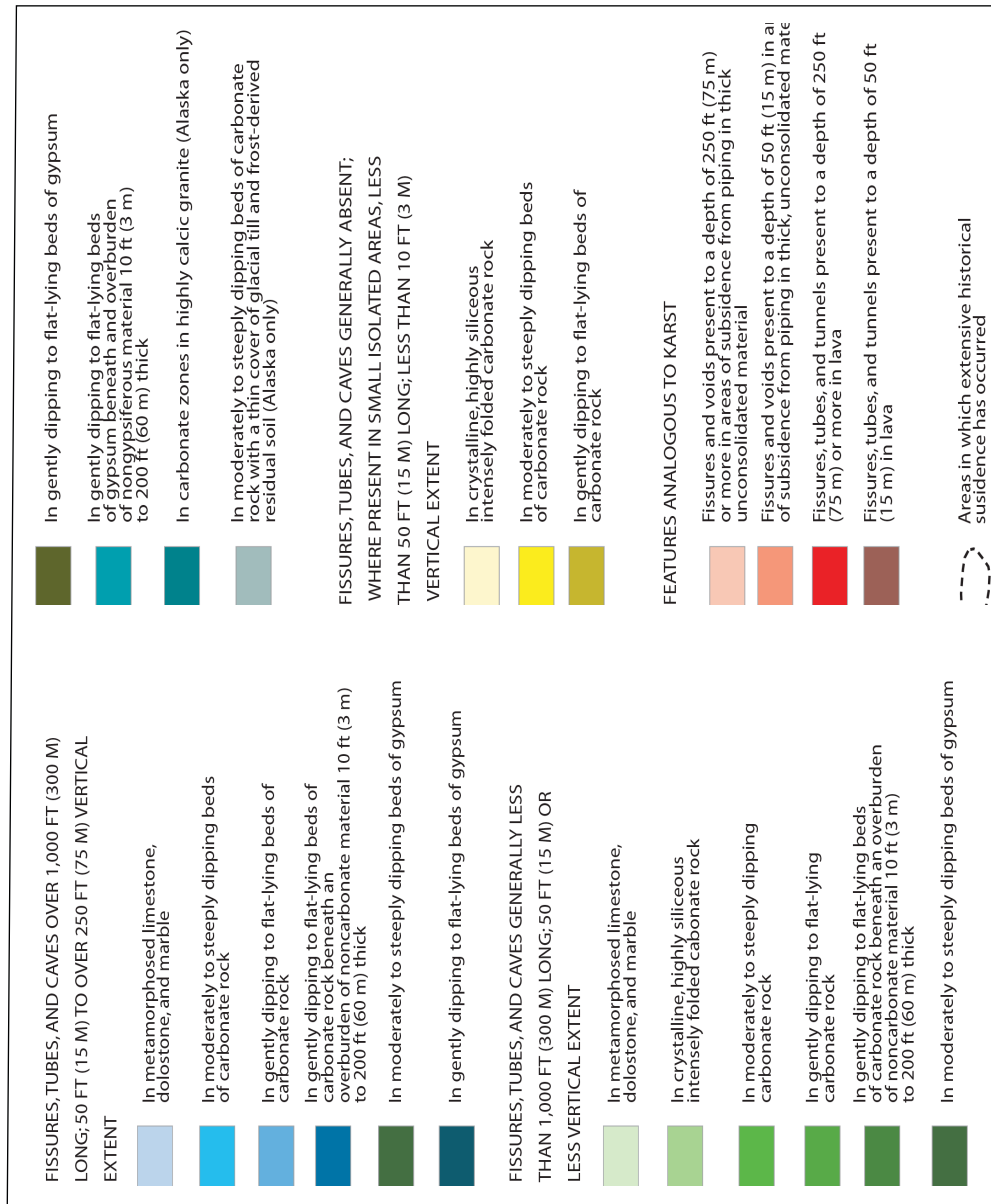 FISSURES, TUBES, AND CAVES OVER 1,000 FT (300 M)
LONG; 50 FT (15 M) TO OVER 250 FT (75 M) VERTICAL
EXTENT
In metamorphosed limestone,
dolostone, and marble
In moderately to steeply dipping beds
of carbonate rock
In gently dipping to flat-lying beds of
carbonate rock
In gently dipping to flat-lying beds of
carbonate rock beneath an
overburden of noncarbonate material 10 ft (3 m)
to 200 ft (60 m) thick
In moderately to steeply dipping beds of gypsum
In gently dipping to flat-lying beds of gypsum
FISSURES, TUBES, AND CAVES GENERALLY LESS
THAN 1,000 FT (300 M) LONG; 50 FT (15 M) OR
LESS VERTICAL EXTENT
In metamorphosed limestone,
dolostone, and marble
In crystalline, highly siliceous
intensely folded cabonate rock
In moderately to steeply dipping
carbonate rock
In gently dipping to flat-lying
carbonate rock
In gently dipping to flat-lying beds
of carbonate rock beneath an overburden
of noncarbonate material 10 ft (3 m)
to 200 ft (60 m) thick
In moderately to steeply dipping beds of gypsum
In gently dipping to flat-lying beds of gypsum
In gently dipping to flat-lying beds
of gypsum beneath and overburden
of nongypsiferous material 10 ft (3 m)
to 200 ft (60 m) thick
In carbonate zones in highly calcic granite (Alaska only)
In moderately to steeply dipping beds of carbonate
rock with a thin cover of glacial till and frost-derived
residual soil (Alaska only)
FISSURES, TUBES, AND CAVES GENERALLY ABSENT;
WHERE PRESENT IN SMALL ISOLATED AREAS, LESS
THAN 50 FT (15 M) LONG; LESS THAN 10 FT (3 M)
VERTICAL EXTENT
In crystalline, highly siliceous
intensely folded carbonate rock
In moderately to steeply dipping beds
of carbonate rock
In gently dipping to flat-lying beds of
carbonate rock
FEATURES ANALOGOUS TO KARST
Fissures and voids present to a depth of 250 ft (75 m)
or more in areas of subsidence from piping in thick
unconsolidated material
Fissures and voids present to a depth of 50 ft (15 m) in
of subsidence from piping in thick, unconsolidated mate
Fissures, tubes, and tunnels present to a depth of 250 ft
(75 m) or more in lava
Fissures, tubes, and tunnels present to a depth of 50 ft
(15 m) in lava
Areas in which extensive historical
susidence has occurred